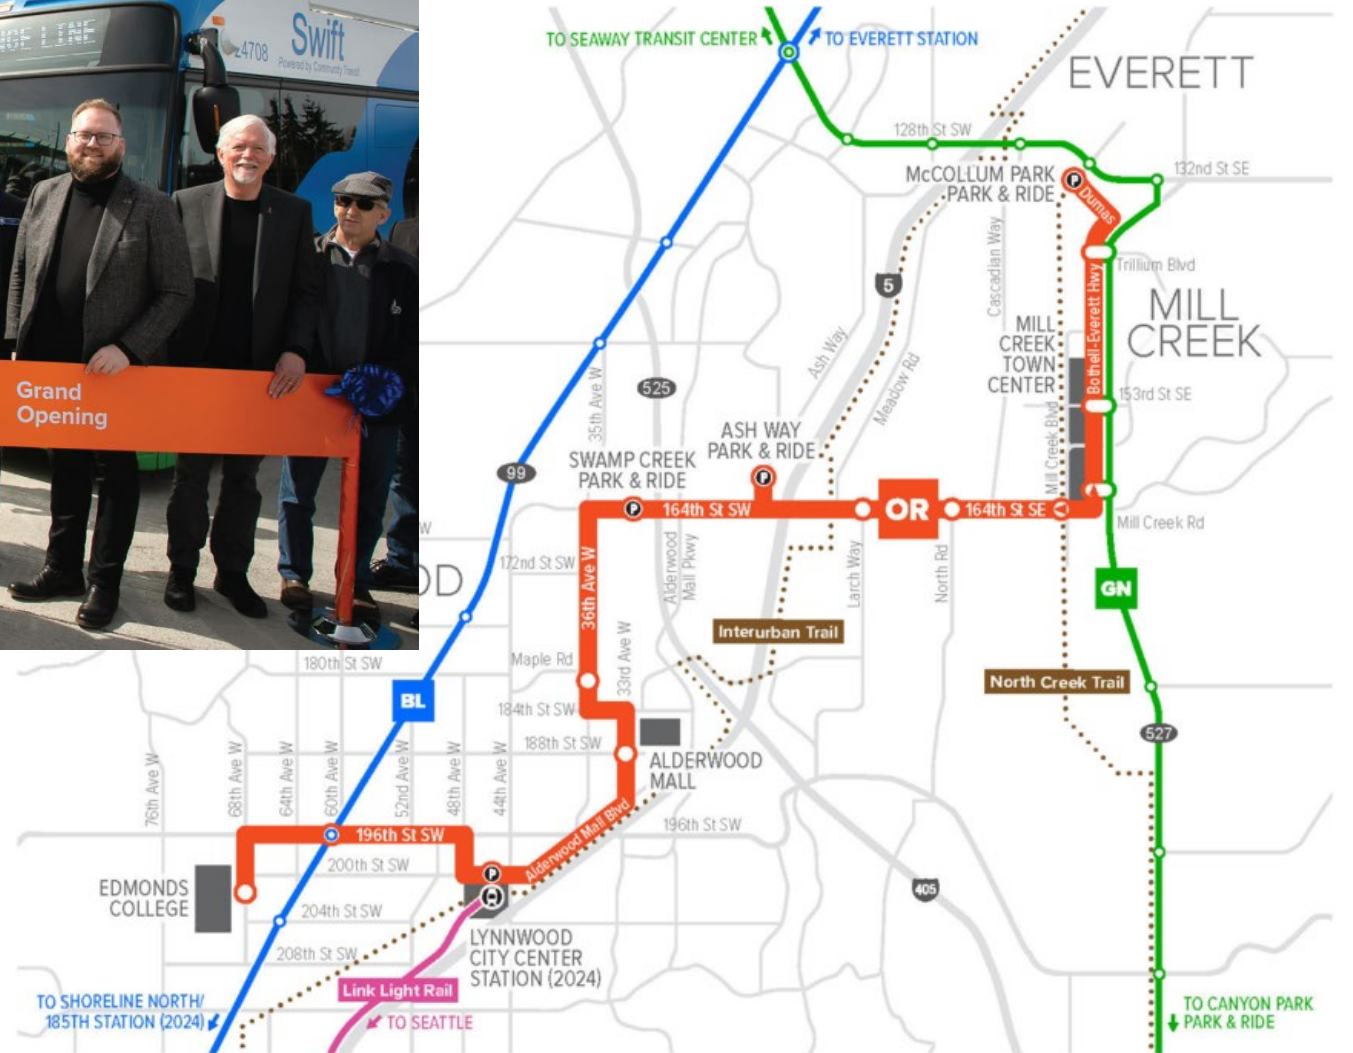 E LINE
24708
Swift
Powered by Community Transit
Grand
Opening
TO SEAWAY TRANSIT CENTER
TO EVERETT STATION
EVERETT
128th St SW
132nd St SE
McCOLLUM PARK
PARK & RIDE
Dumas
Cascadian Way
Trillium Blvd
Bothell-Everett Hwy
MILL
CREEK
5
MILL
CREEK
TOWN
CENTER
Ash Way
Meadow Rd
525
35th Ave W
153rd St SE
Mill Creek Blvd
ASH WAY
PARK & RIDE
SWAMP CREEK
PARK & RIDE
99
P
P
P
164th St SW
OR
164th St SE
Mill Creek Rd
W
OD
172nd St SW
36th Ave W
Alderwood
Mall Pkwy
Larch Way
North Rd
GN
Interurban Trail
33rd Ave W
Maple Rd
180th St SW
North Creek Trail
BL
184th St SW
188th St SW
527
ALDERWOOD
MALL
76th Ave W
68th Ave W
64th Ave W
60th Ave W
52nd Ave W
48th Ave W
44th Ave W
196th St SW
Alderwood Mall Blvd
196th St SW
200th St SW
P
405
EDMONDS
COLLEGE
204th St SW
208th St SW
LYNNWOOD
CITY CENTER
STATION (2024)
Link Light Rail
TO SHORELINE NORTH/
185TH STATION (2024)
TO SEATTLE
TO CANYON PARK
PARK & RIDE